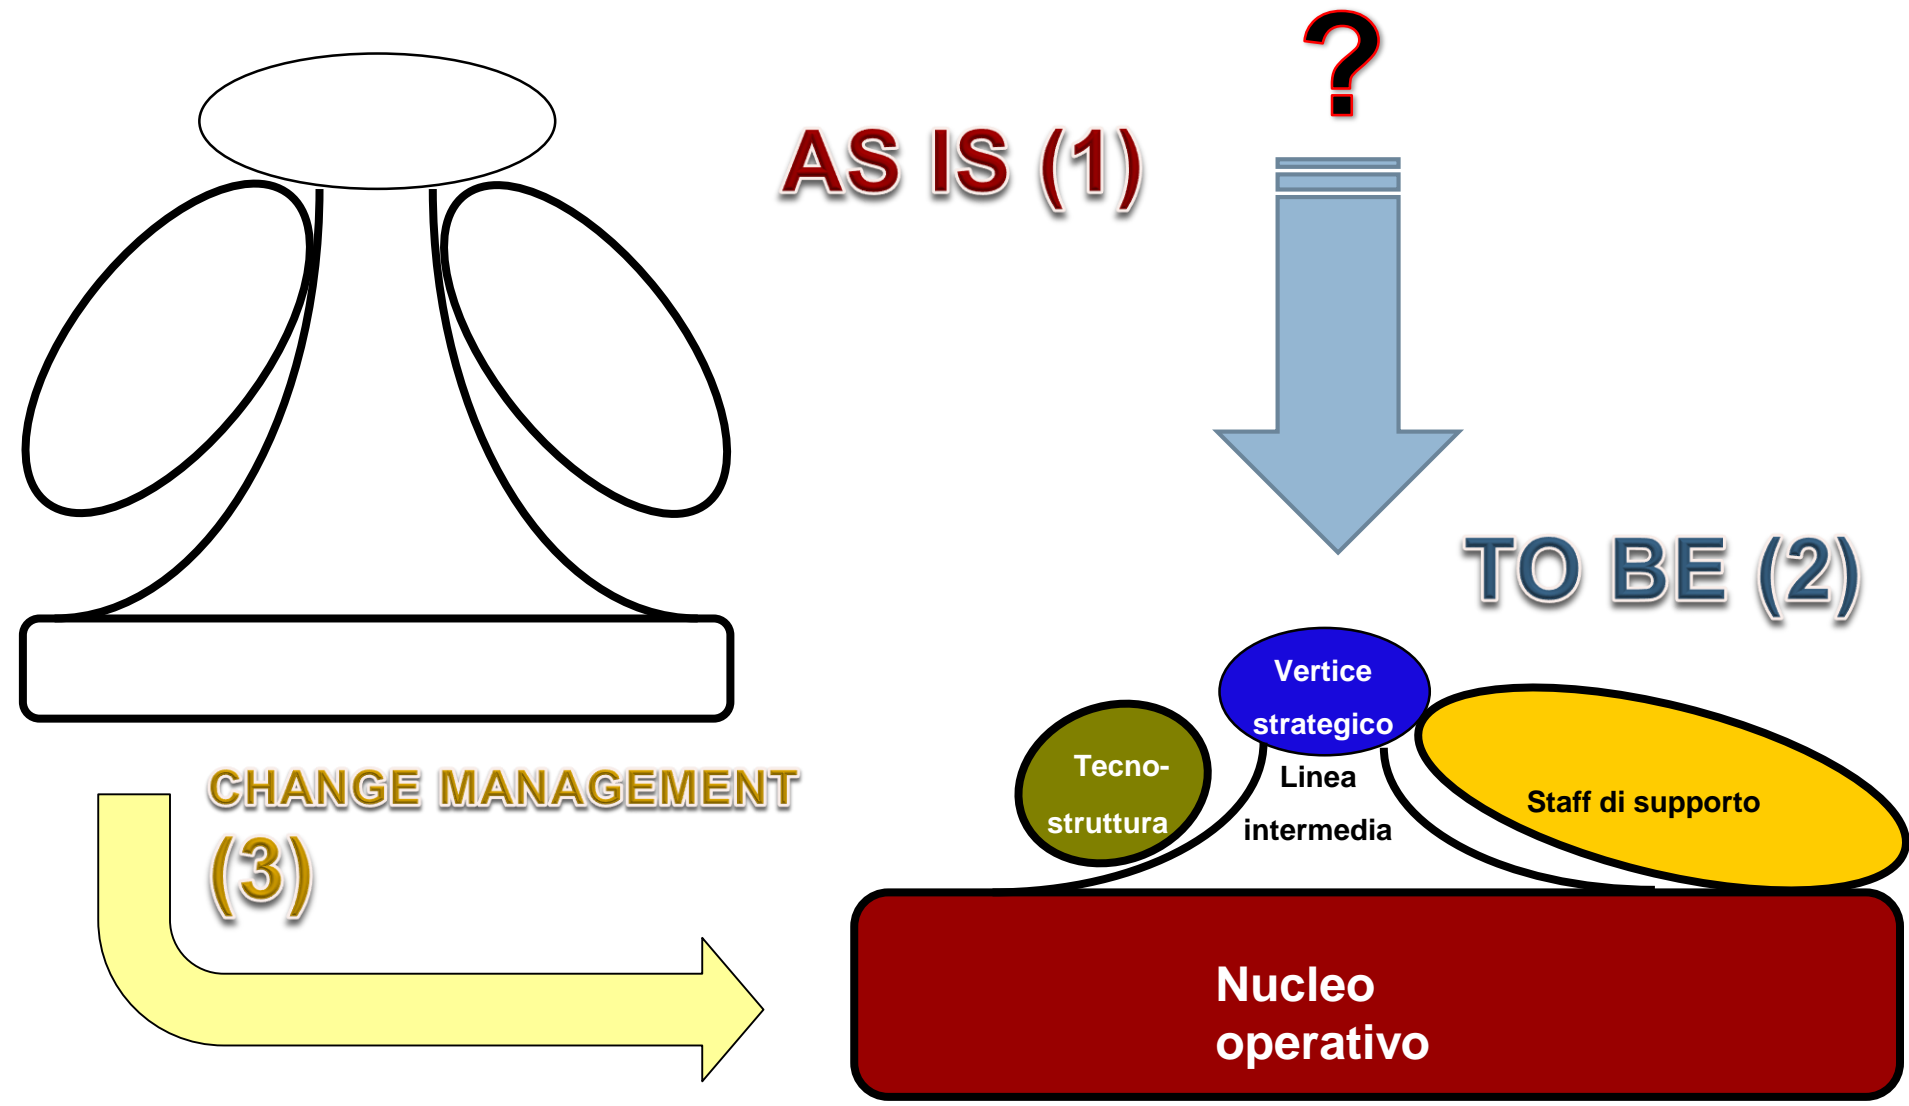 ?
AS IS (1)
TO BE (2)
Vertice
strategico
Tecno-
struttura
Linea
intermedia
Staff di supporto
CHANGE MANAGEMENT
(3)
Nucleo
operativo